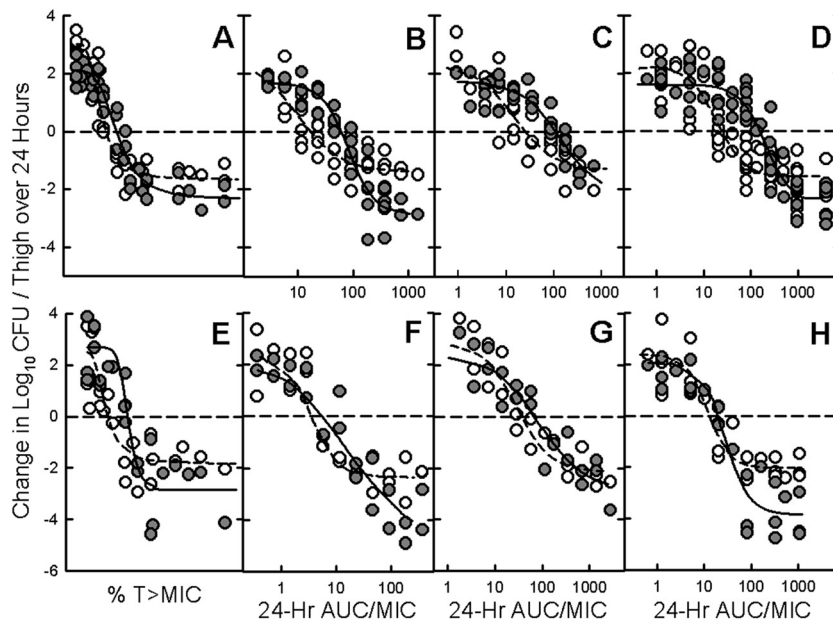 Change in Log10 CFU / Thigh over 24 Hours
4
2
0
-2
-4
A
B
C
D
10 100 1000
1 10 100 1000
1 10 100 1000
4
2
0
-2
-4
-6
E
F
G
H
1 10 100
1 10 100 1000
1 10 100 1000
% T>MIC
24-Hr AUC/MIC
24-Hr AUC/MIC
24-Hr AUC/MIC